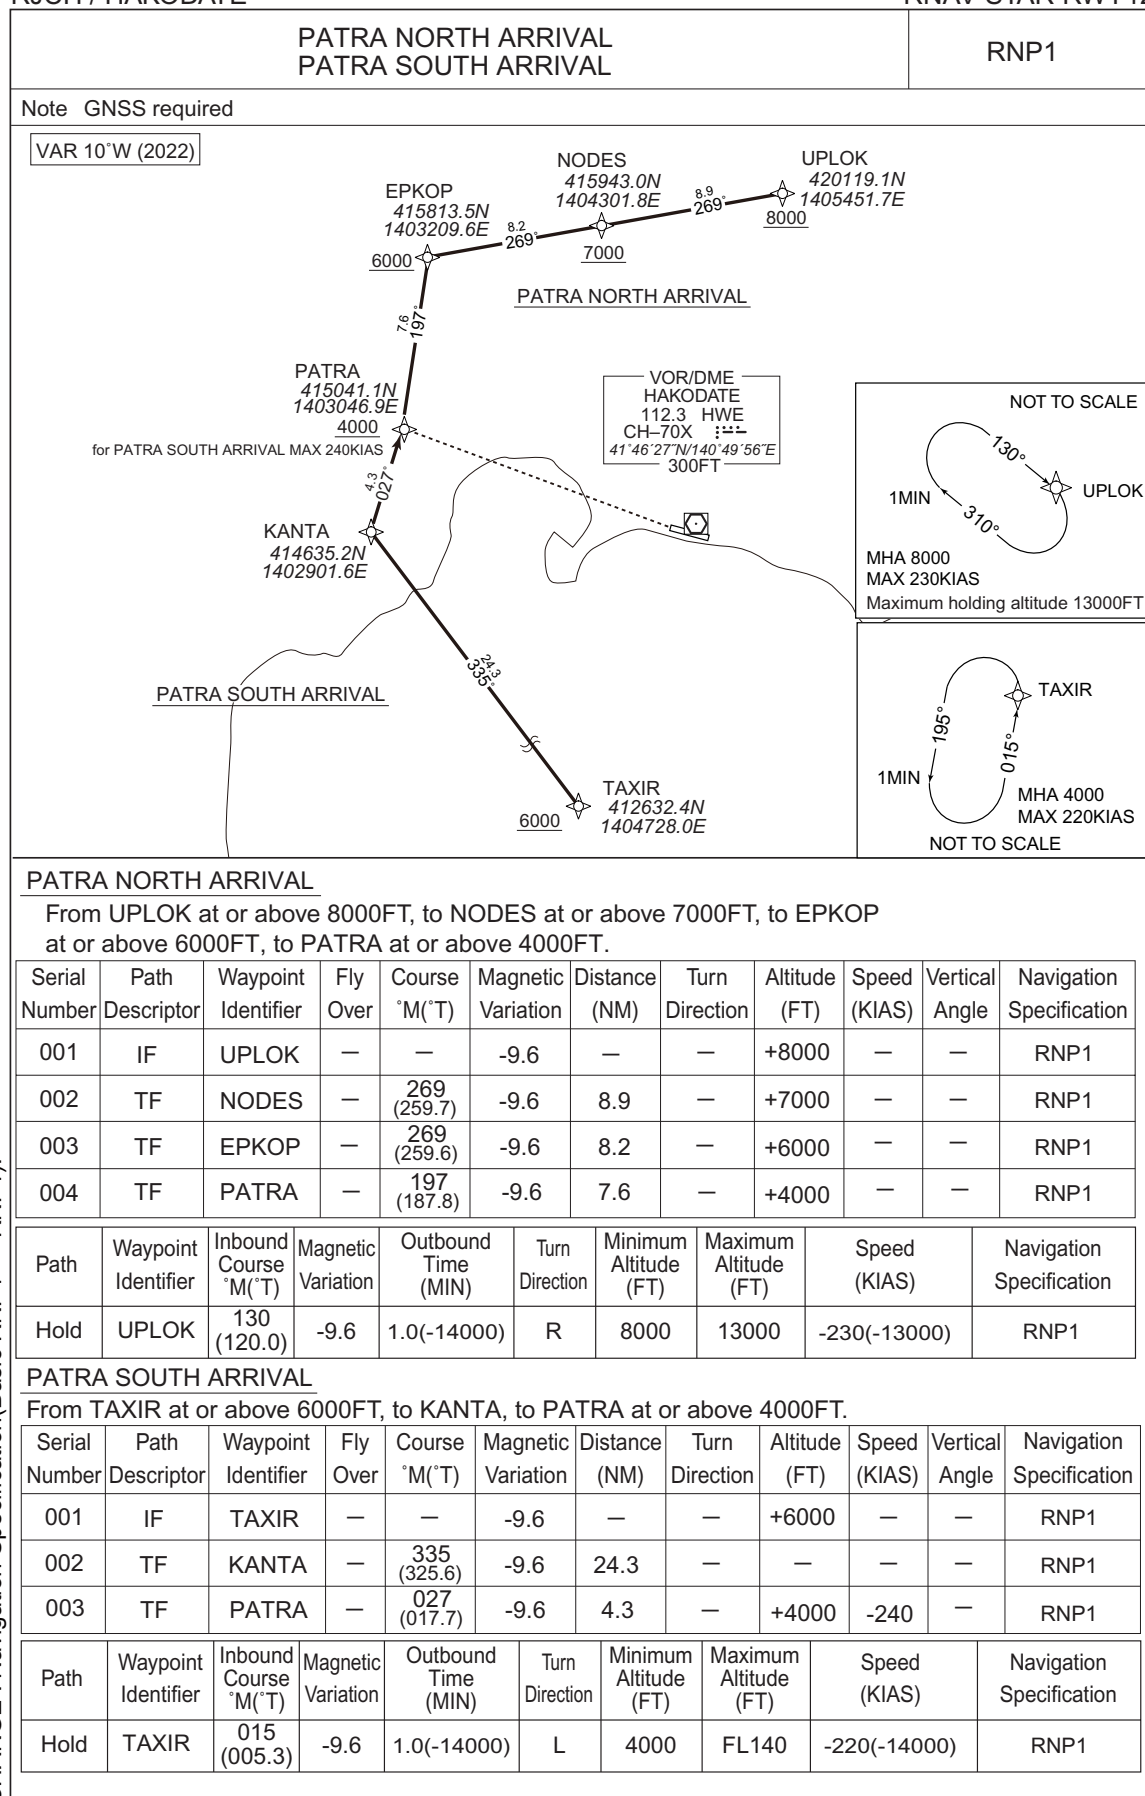 PATRA NORTH ARRIVAL
PATRA SOUTH ARRIVAL
RNP1
Note GNSS required
VAR 10˚W (2022)
UPLOK
420119.1N
1405451.7E
8000
8.9
269˚
NODES
415943.0N
1404301.8E
7000
8.2
269˚
EPKOP
415813.5N
1403209.6E
6000
PATRA NORTH ARRIVAL
7.6
197˚
PATRA
415041.1N
1403046.9E
4000
for PATRA SOUTH ARRIVAL MAX 240KIAS
4.3
027˚
KANTA
414635.2N
1402901.6E
VOR/DME
HAKODATE
112.3 HWE
CH–70X
41˚46´27˝N/140˚49´56˝E
300FT
24.3
335˚
PATRA SOUTH ARRIVAL
TAXIR
412632.4N
1404728.0E
6000
NOT TO SCALE
130°
UPLOK
1MIN
310°
MHA 8000
MAX 230KIAS
Maximum holding altitude 13000FT
TAXIR
195°
015°
1MIN
MHA 4000
MAX 220KIAS
NOT TO SCALE
PATRA NORTH ARRIVAL
From UPLOK at or above 8000FT, to NODES at or above 7000FT, to EPKOP
at or above 6000FT, to PATRA at or above 4000FT.
Serial Path Waypoint Fly Course Magnetic Distance Turn Altitude Speed Vertical Navigation
Number Descriptor Identifier Over ˚M(˚T) Variation (NM) Direction (FT) (KIAS) Angle Specification
001 IF UPLOK — — -9.6 — — +8000 — — RNP1
002 TF NODES — 269 (259.7) -9.6 8.9 — +7000 — — RNP1
003 TF EPKOP — 269 (259.6) -9.6 8.2 — +6000 — — RNP1
004 TF PATRA — 197 (187.8) -9.6 7.6 — +4000 — — RNP1
Path Waypoint Identifier Inbound Course ˚M(˚T) Magnetic Variation Outbound Time (MIN) Turn Direction Minimum Altitude (FT) Maximum Altitude (FT) Speed (KIAS) Navigation Specification
Hold UPLOK 130 (120.0) -9.6 1.0(-14000) R 8000 13000 -230(-13000) RNP1
PATRA SOUTH ARRIVAL
From TAXIR at or above 6000FT, to KANTA, to PATRA at or above 4000FT.
Serial Path Waypoint Fly Course Magnetic Distance Turn Altitude Speed Vertical Navigation
Number Descriptor Identifier Over ˚M(˚T) Variation (NM) Direction (FT) (KIAS) Angle Specification
001 IF TAXIR — — -9.6 — — +6000 — — RNP1
002 TF KANTA — 335 (325.6) -9.6 24.3 — — — — RNP1
003 TF PATRA — 027 (017.7) -9.6 4.3 — +4000 -240 — RNP1
Path Waypoint Identifier Inbound Course ˚M(˚T) Magnetic Variation Outbound Time (MIN) Turn Direction Minimum Altitude (FT) Maximum Altitude (FT) Speed (KIAS) Navigation Specification
Hold TAXIR 015 (005.3) -9.6 1.0(-14000) L 4000 FL140 -220(-14000) RNP1